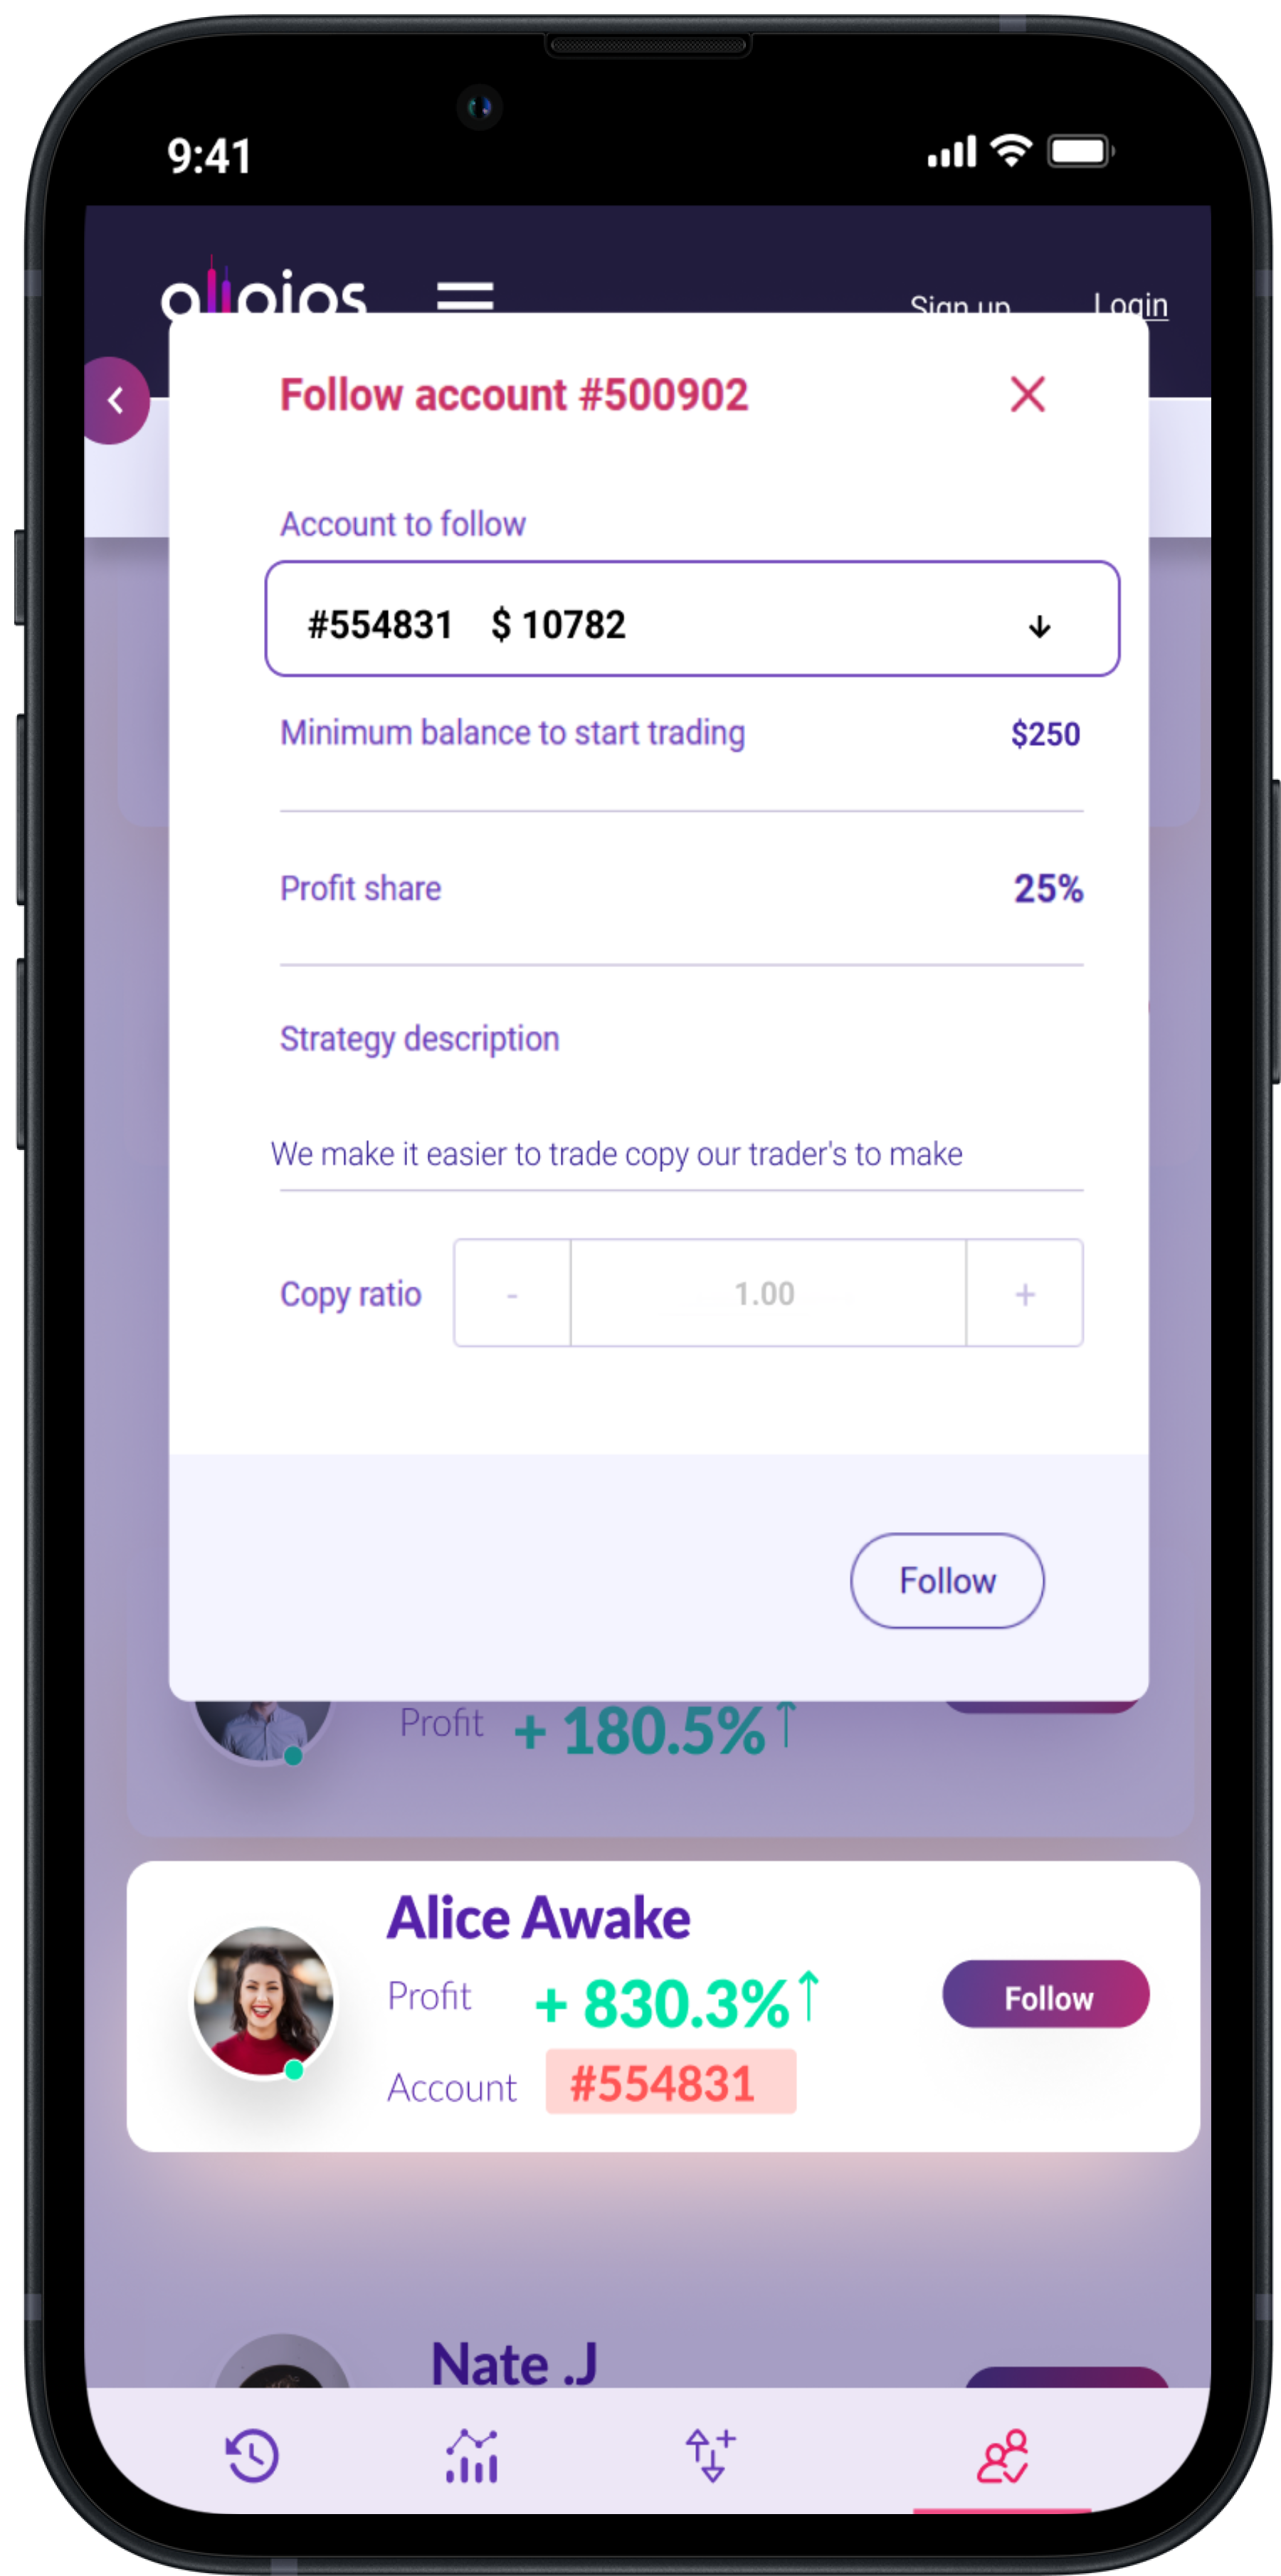 9:41
alloios
Sign up Login
Follow account #500902
Account to follow
#554831 $ 10782
Minimum balance to start trading $250
Profit share 25%
Strategy description
We make it easier to trade copy our trader's to make
Copy ratio - 1.00 +
Follow
Profit + 180.5%↑
Alice Awake
Profit + 830.3%↑
Follow
Account #554831
Nate .J